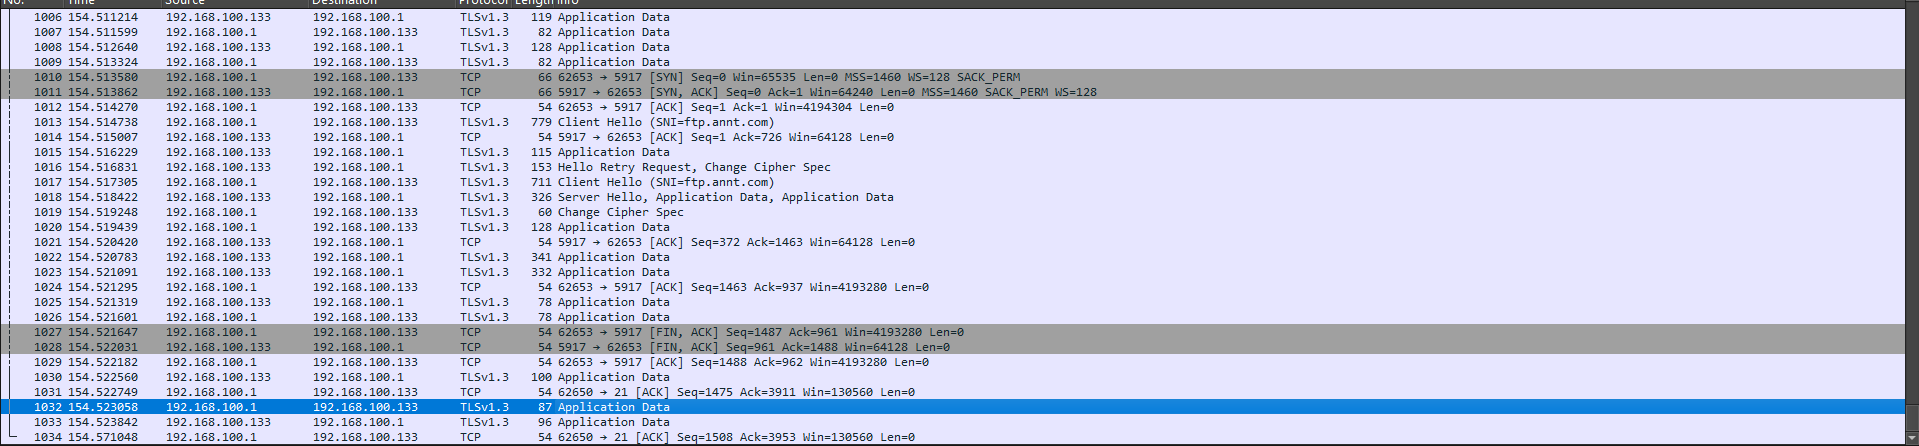 No. Time Source Destination Protocol Length Info
1006 154.511214 192.168.100.133 192.168.100.1 TLSv1.3 119 Application Data
1007 154.511599 192.168.100.1 192.168.100.133 TLSv1.3 82 Application Data
1008 154.512640 192.168.100.133 192.168.100.1 TLSv1.3 128 Application Data
1009 154.513324 192.168.100.1 192.168.100.133 TLSv1.3 82 Application Data
1010 154.513580 192.168.100.1 192.168.100.133 TCP 66 62653 → 5917 [SYN] Seq=0 Win=65535 Len=0 MSS=1460 WS=128 SACK_PERM
1011 154.513862 192.168.100.133 192.168.100.1 TCP 66 5917 → 62653 [SYN, ACK] Seq=0 Ack=1 Win=64240 Len=0 MSS=1460 SACK_PERM WS=128
1012 154.514270 192.168.100.1 192.168.100.133 TCP 54 62653 → 5917 [ACK] Seq=1 Ack=1 Win=4194304 Len=0
1013 154.514738 192.168.100.1 192.168.100.133 TLSv1.3 779 Client Hello (SNI=ftp.annt.com)
1014 154.515007 192.168.100.133 192.168.100.1 TCP 54 5917 → 62653 [ACK] Seq=1 Ack=726 Win=64128 Len=0
1015 154.516229 192.168.100.133 192.168.100.1 TLSv1.3 115 Application Data
1016 154.516831 192.168.100.133 192.168.100.1 TLSv1.3 153 Hello Retry Request, Change Cipher Spec
1017 154.517305 192.168.100.1 192.168.100.133 TLSv1.3 711 Client Hello (SNI=ftp.annt.com)
1018 154.518422 192.168.100.133 192.168.100.1 TLSv1.3 326 Server Hello, Application Data, Application Data
1019 154.519248 192.168.100.1 192.168.100.133 TLSv1.3 60 Change Cipher Spec
1020 154.519439 192.168.100.1 192.168.100.133 TLSv1.3 128 Application Data
1021 154.520420 192.168.100.133 192.168.100.1 TCP 54 5917 → 62653 [ACK] Seq=372 Ack=1463 Win=64128 Len=0
1022 154.520783 192.168.100.133 192.168.100.1 TLSv1.3 341 Application Data
1023 154.521091 192.168.100.133 192.168.100.1 TLSv1.3 332 Application Data
1024 154.521295 192.168.100.1 192.168.100.133 TCP 54 62653 → 5917 [ACK] Seq=1463 Ack=937 Win=4193280 Len=0
1025 154.521319 192.168.100.133 192.168.100.1 TLSv1.3 78 Application Data
1026 154.521601 192.168.100.1 192.168.100.133 TLSv1.3 78 Application Data
1027 154.521647 192.168.100.1 192.168.100.133 TCP 54 62653 → 5917 [FIN, ACK] Seq=1487 Ack=961 Win=4193280 Len=0
1028 154.522031 192.168.100.133 192.168.100.1 TCP 54 5917 → 62653 [FIN, ACK] Seq=961 Ack=1488 Win=64128 Len=0
1029 154.522182 192.168.100.1 192.168.100.133 TCP 54 62653 → 5917 [ACK] Seq=1488 Ack=962 Win=4193280 Len=0
1030 154.522560 192.168.100.133 192.168.100.1 TLSv1.3 100 Application Data
1031 154.522749 192.168.100.1 192.168.100.133 TCP 54 62650 → 21 [ACK] Seq=1475 Ack=3911 Win=130560 Len=0
1032 154.523058 192.168.100.1 192.168.100.133 TLSv1.3 87 Application Data
1033 154.523842 192.168.100.133 192.168.100.1 TLSv1.3 96 Application Data
1034 154.571048 192.168.100.1 192.168.100.133 TCP 54 62650 → 21 [ACK] Seq=1508 Ack=3953 Win=130560 Len=0